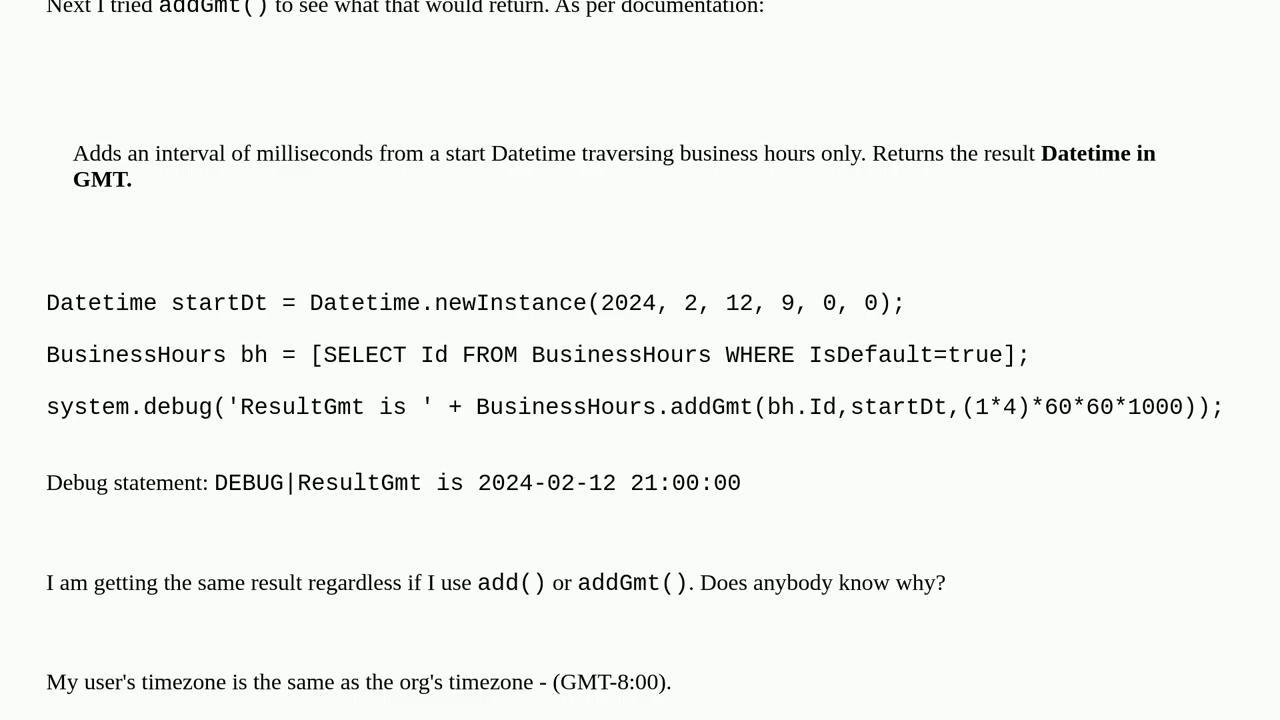 Next I tried addGmt() to see what that would return. As per documentation:
Adds an interval of milliseconds from a start Datetime traversing business hours only. Returns the result Datetime in
GMT.
Datetime startDt = Datetime.newInstance(2024, 2, 12, 9, 0, 0);
BusinessHours bh = [SELECT Id FROM BusinessHours WHERE IsDefault=true];
system.debug('ResultGmt is ' + BusinessHours.addGmt(bh.Id,startDt,(1*4)*60*60*1000));
Debug statement: DEBUG|ResultGmt is 2024-02-12 21:00:00
I am getting the same result regardless if I use add() or addGmt(). Does anybody know why?
My user's timezone is the same as the org's timezone - (GMT-8:00).